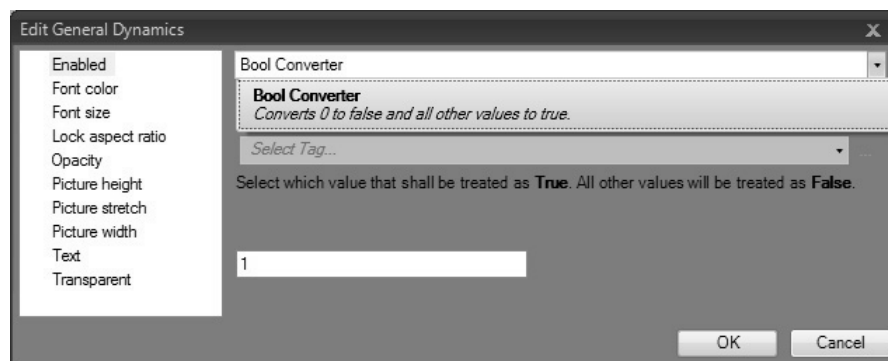 Edit General Dynamics
X
Enabled
Font color
Font size
Lock aspect ratio
Opacity
Picture height
Picture stretch
Picture width
Text
Transparent
Bool Converter
Bool Converter
Converts 0 to false and all other values to true.
Select Tag...
...
Select which value that shall be treated as True. All other values will be treated as False.
1
OK
Cancel